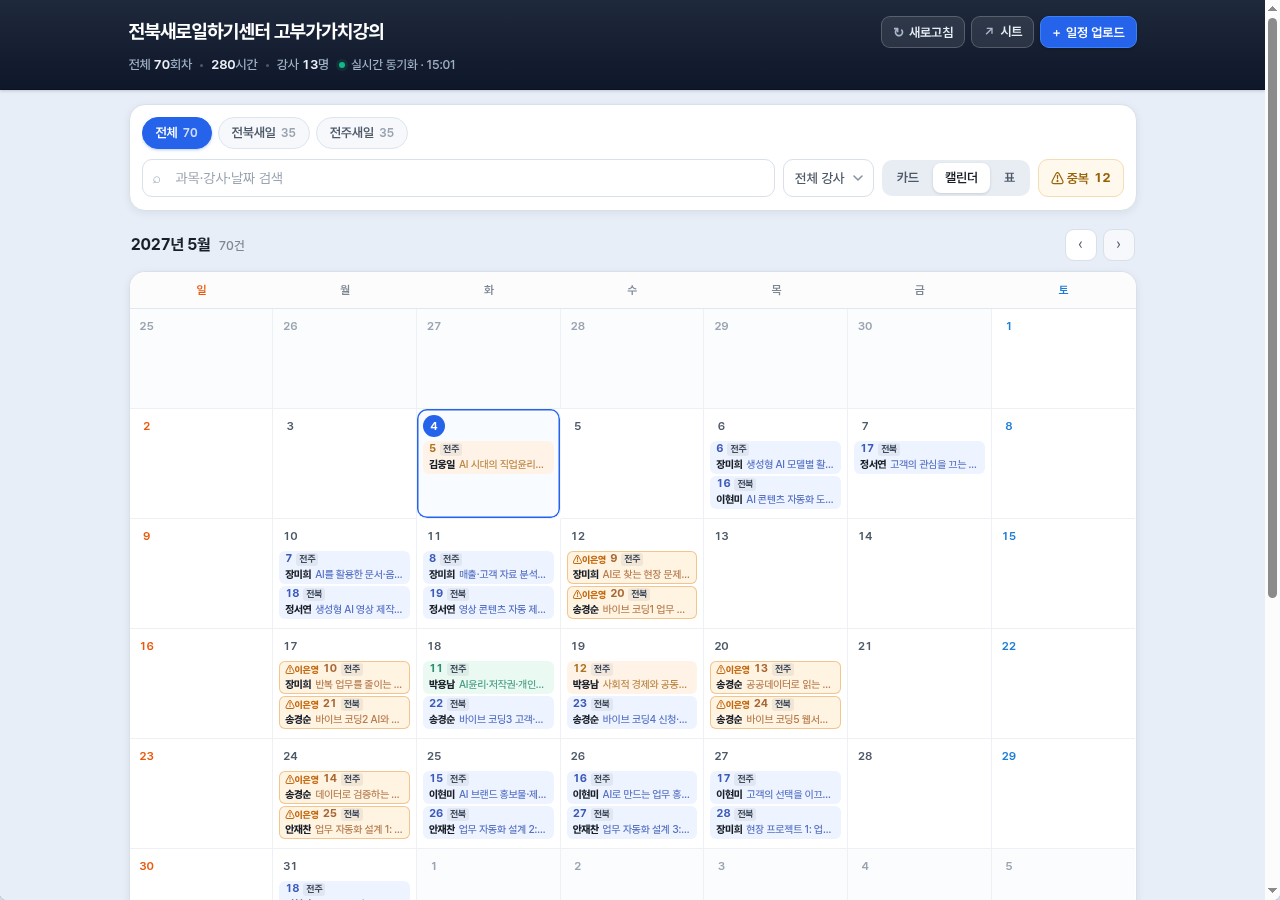 전북새로일하기센터 고부가가치강의
↻ 새로고침
↗ 시트
+ 일정 업로드
전체 70회차 • 280시간 • 강사 13명 실시간 동기화 · 15:01
전체 70
전북새일 35
전주새일 35
과목·강사·날짜 검색
전체 강사
카드
캘린더
표
⚠중복 12
2027년 5월 70건
‹ ›
일 월 화 수 목 금 토
25 26 27 28 29 30 1
2 3 4 5 6 7 8
5 전주
김웅일 AI 시대의 직업윤리...
6 전주
장미희 생성형 AI 모델별 활...
16 전북
이현미 AI 콘텐츠 자동화 도...
17 전북
정서연 고객의 관심을 끄는 ...
9 10 11 12 13 14 15
7 전주
장미희 AI를 활용한 문서·음...
18 전북
정서연 생성형 AI 영상 제작...
8 전주
장미희 매출·고객 자료 분석...
19 전북
정서연 영상 콘텐츠 자동 제...
⚠이은영 9 전주
장미희 AI로 찾는 현장 문제...
⚠이은영 20 전북
송경순 바이브 코딩1 업무 ...
16 17 18 19 20 21 22
⚠이은영 10 전주
장미희 반복 업무를 줄이는 ...
⚠이은영 21 전북
송경순 바이브 코딩2 AI와 ...
11 전주
박용남 AI윤리·저작권·개인...
22 전북
송경순 바이브 코딩3 고객·...
12 전주
박용남 사회적 경제와 공동...
23 전북
송경순 바이브 코딩4 신청·...
⚠이은영 13 전주
송경순 공공데이터로 읽는 ...
⚠이은영 24 전북
송경순 바이브 코딩5 웹서...
23 24 25 26 27 28 29
⚠이은영 14 전주
송경순 데이터로 검증하는 ...
⚠이은영 25 전북
안재찬 업무 자동화 설계 1: ...
15 전주
이현미 AI 브랜드 홍보물·제...
26 전북
안재찬 업무 자동화 설계 2:...
16 전주
이현미 AI로 만드는 업무 홍...
27 전북
안재찬 업무 자동화 설계 3:...
17 전주
이현미 고객의 선택을 이끄...
28 전북
장미희 현장 프로젝트 1: 업...
30 31 1 2 3 4 5
18 전주